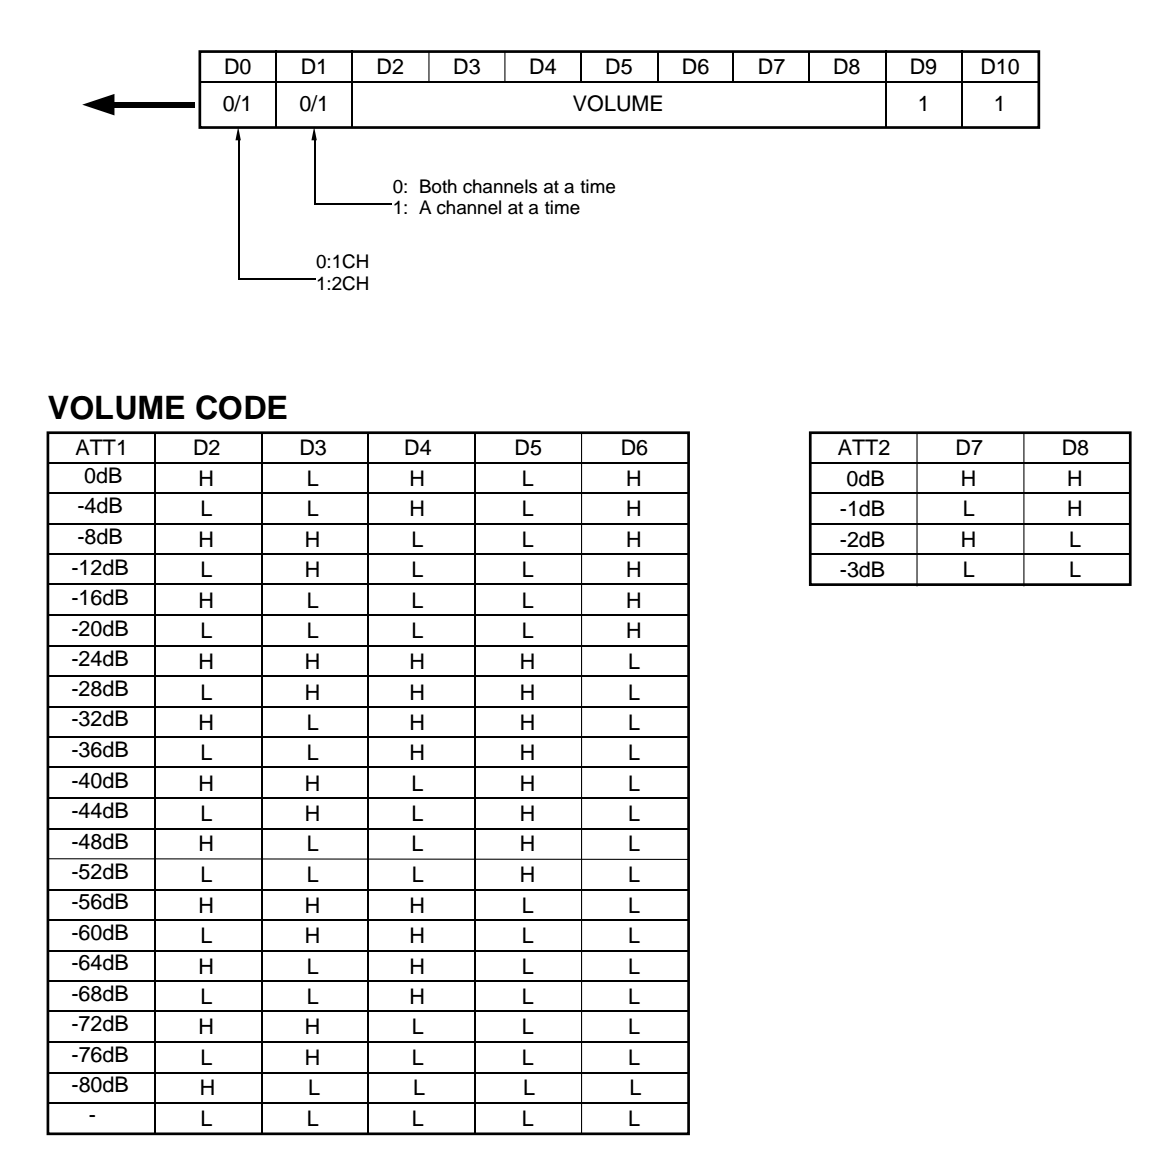 D0 D1 D2 D3 D4 D5 D6 D7 D8 D9 D10
0/1 0/1 VOLUME 1 1
0: Both channels at a time
1: A channel at a time
0:1CH
1:2CH
VOLUME CODE
ATT1 D2 D3 D4 D5 D6
0dB H L H L H
-4dB L L H L H
-8dB H H L L H
-12dB L H L L H
-16dB H L L L H
-20dB L L L L H
-24dB H H H H L
-28dB L H H H L
-32dB H L H H L
-36dB L L H H L
-40dB H H L H L
-44dB L H L H L
-48dB H L L H L
-52dB L L L H L
-56dB H H H L L
-60dB L H H L L
-64dB H L H L L
-68dB L L H L L
-72dB H H L L L
-76dB L H L L L
-80dB H L L L L
- L L L L L
ATT2 D7 D8
0dB H H
-1dB L H
-2dB H L
-3dB L L